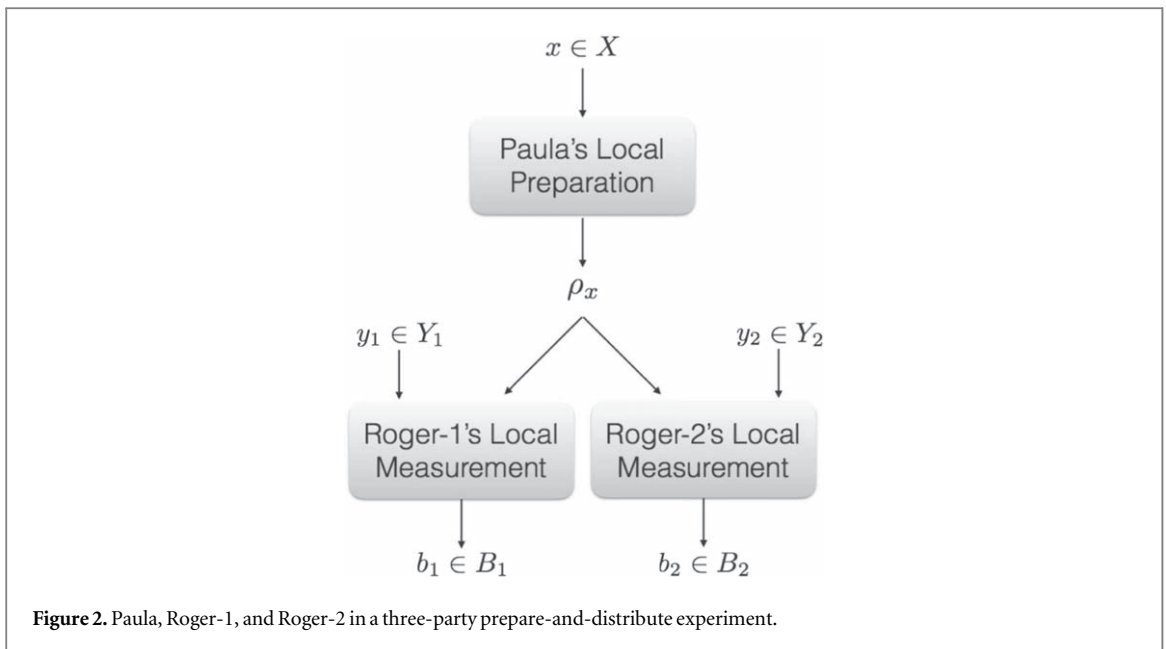 x ∈ X
Paula's Local
Preparation
ρx
y1 ∈ Y1
y2 ∈ Y2
Roger-1's Local
Measurement
Roger-2's Local
Measurement
b1 ∈ B1
b2 ∈ B2
Figure 2. Paula, Roger-1, and Roger-2 in a three-party prepare-and-distribute experiment.